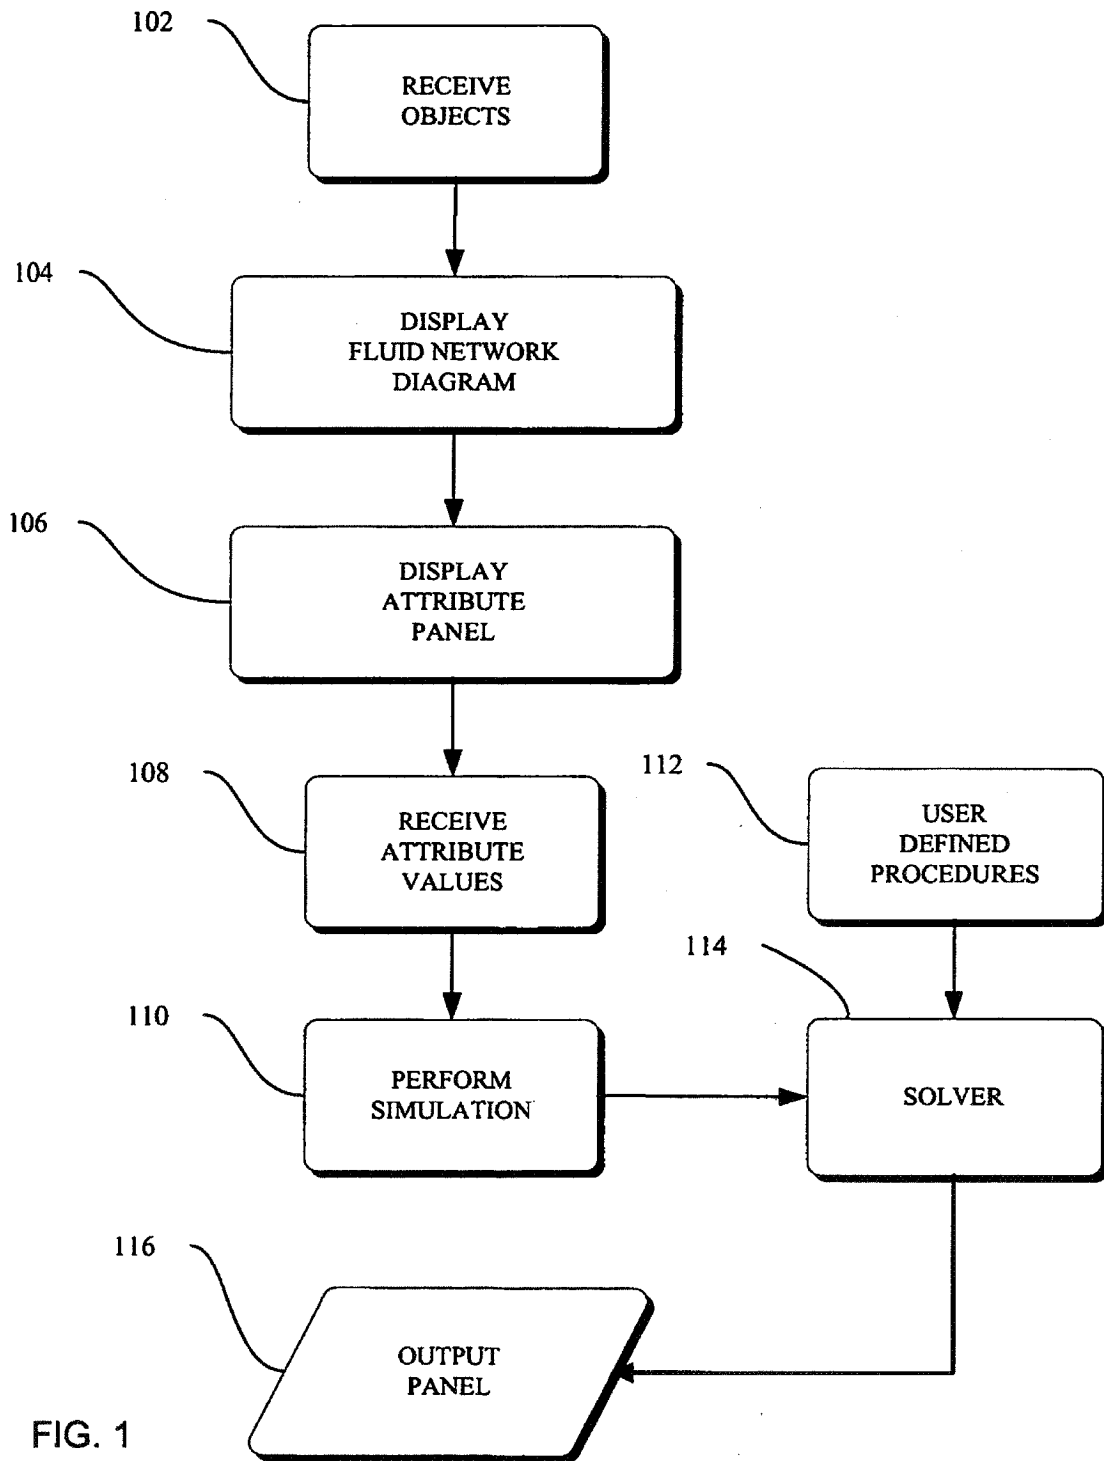 102
RECEIVE
OBJECTS
104
DISPLAY
FLUID NETWORK
DIAGRAM
106
DISPLAY
ATTRIBUTE
PANEL
108
RECEIVE
ATTRIBUTE
VALUES
112
USER
DEFINED
PROCEDURES
110
PERFORM
SIMULATION
114
SOLVER
116
OUTPUT
PANEL
FIG. 1